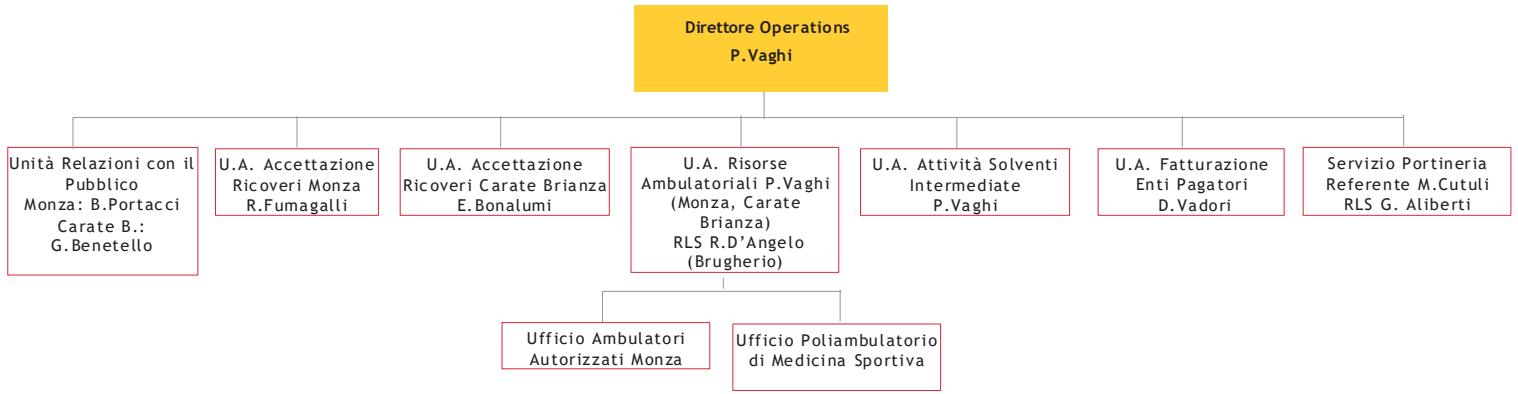 Direttore Operations
P.Vaghi
Unità Relazioni con il
Pubblico
Monza: B.Portacci
Carate B.:
G.Benetello
U.A. Accettazione
Ricoveri Monza
R.Fumagalli
U.A. Accettazione
Ricoveri Carate Brianza
E.Bonalumi
U.A. Risorse
Ambulatoriali P.Vaghi
(Monza, Carate
Brianza)
RLS R.D’Angelo
(Brugherio)
U.A. Attività Solventi
Intermediate
P.Vaghi
U.A. Fatturazione
Enti Pagatori
D.Vadori
Servizio Portineria
Referente M.Cutuli
RLS G. Aliberti
Ufficio Ambulatori
Autorizzati Monza
Ufficio Poliambulatorio
di Medicina Sportiva